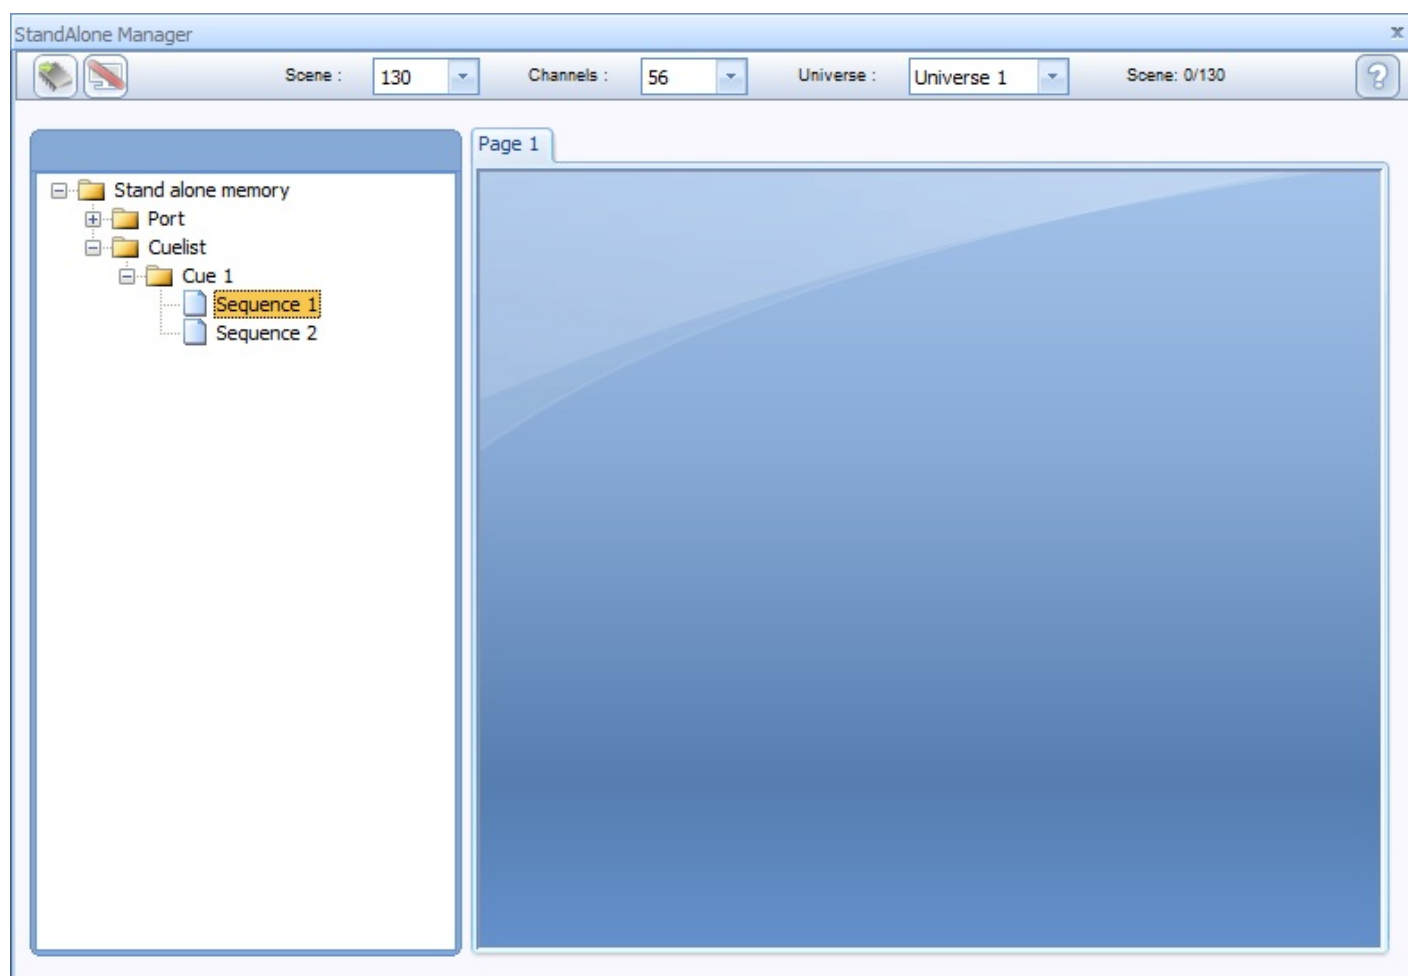 StandAlone Manager x
Scene : 130 Channels : 56 Universe : Universe 1 Scene: 0/130 ?
Page 1
Stand alone memory
Port
Cuelist
Cue 1
Sequence 1
Sequence 2